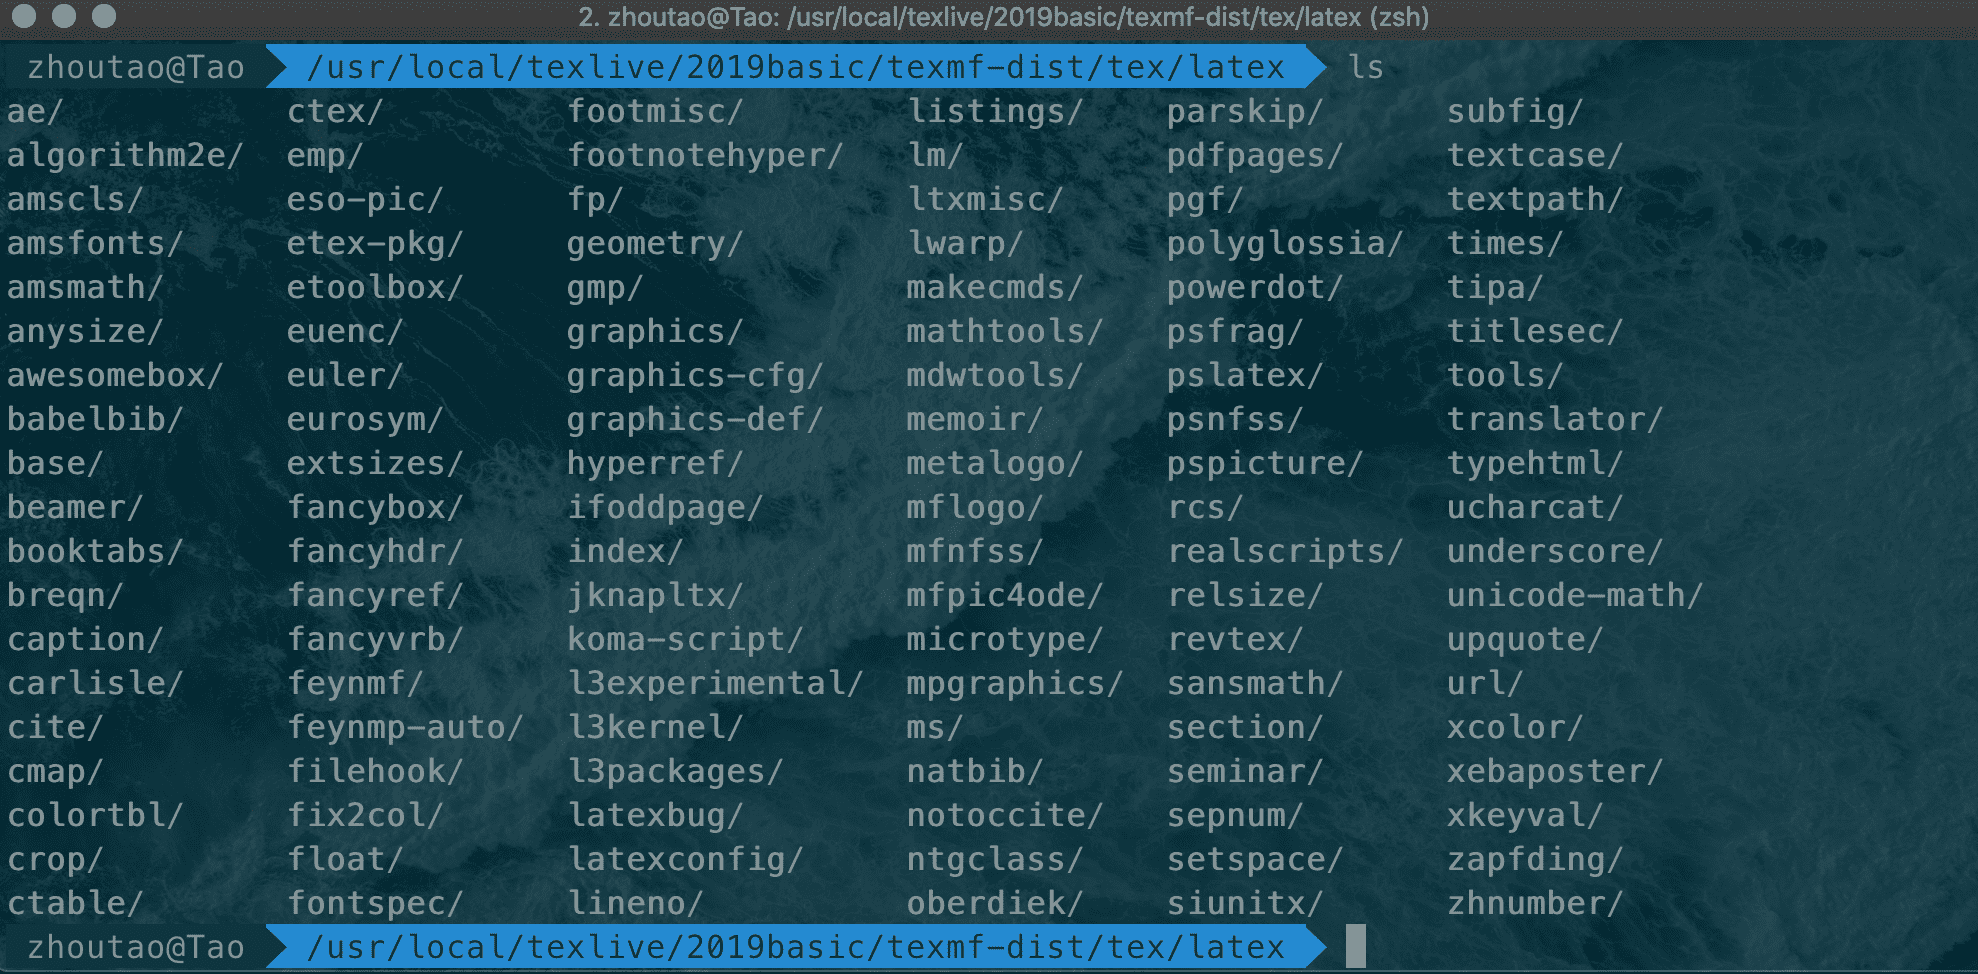 2. zhoutao@Tao: /usr/local/texlive/2019basic/texmf-dist/tex/latex (zsh)
zhoutao@Tao /usr/local/texlive/2019basic/texmf-dist/tex/latex ls
ae/ ctex/ footmisc/ listings/ parskip/ subfig/
algorithm2e/ emp/ footnotehyper/ lm/ pdfpages/ textcase/
amscls/ eso-pic/ fp/ ltxmisc/ pgf/ textpath/
amsfonts/ etex-pkg/ geometry/ lwarp/ polyglossia/ times/
amsmath/ etoolbox/ gmp/ makecmds/ powerdot/ tipa/
anysize/ euenc/ graphics/ mathtools/ psfrag/ titlesec/
awesomebox/ euler/ graphics-cfg/ mdwtools/ pslatex/ tools/
babelbib/ eurosym/ graphics-def/ memoir/ psnfss/ translator/
base/ extsizes/ hyperref/ metalogo/ pspicture/ typehtml/
beamer/ fancybox/ ifoddpage/ mflogo/ rcs/ ucharcat/
booktabs/ fancyhdr/ index/ mfnfss/ realscripts/ underscore/
breqn/ fancyref/ jknapltx/ mfpic4ode/ relsize/ unicode-math/
caption/ fancyvrb/ koma-script/ microtype/ revtex/ upquote/
carlisle/ feynmf/ l3experimental/ mpgraphics/ sansmath/ url/
cite/ feynmp-auto/ l3kernel/ ms/ section/ xcolor/
cmap/ filehook/ l3packages/ natbib/ seminar/ xebaposter/
colortbl/ fix2col/ latexbug/ notoccite/ sepnum/ xkeyval/
crop/ float/ latexconfig/ ntgclass/ setspace/ zapfding/
ctable/ fontspec/ lineno/ oberdiek/ siunitx/ zhnumber/
zhoutao@Tao /usr/local/texlive/2019basic/texmf-dist/tex/latex